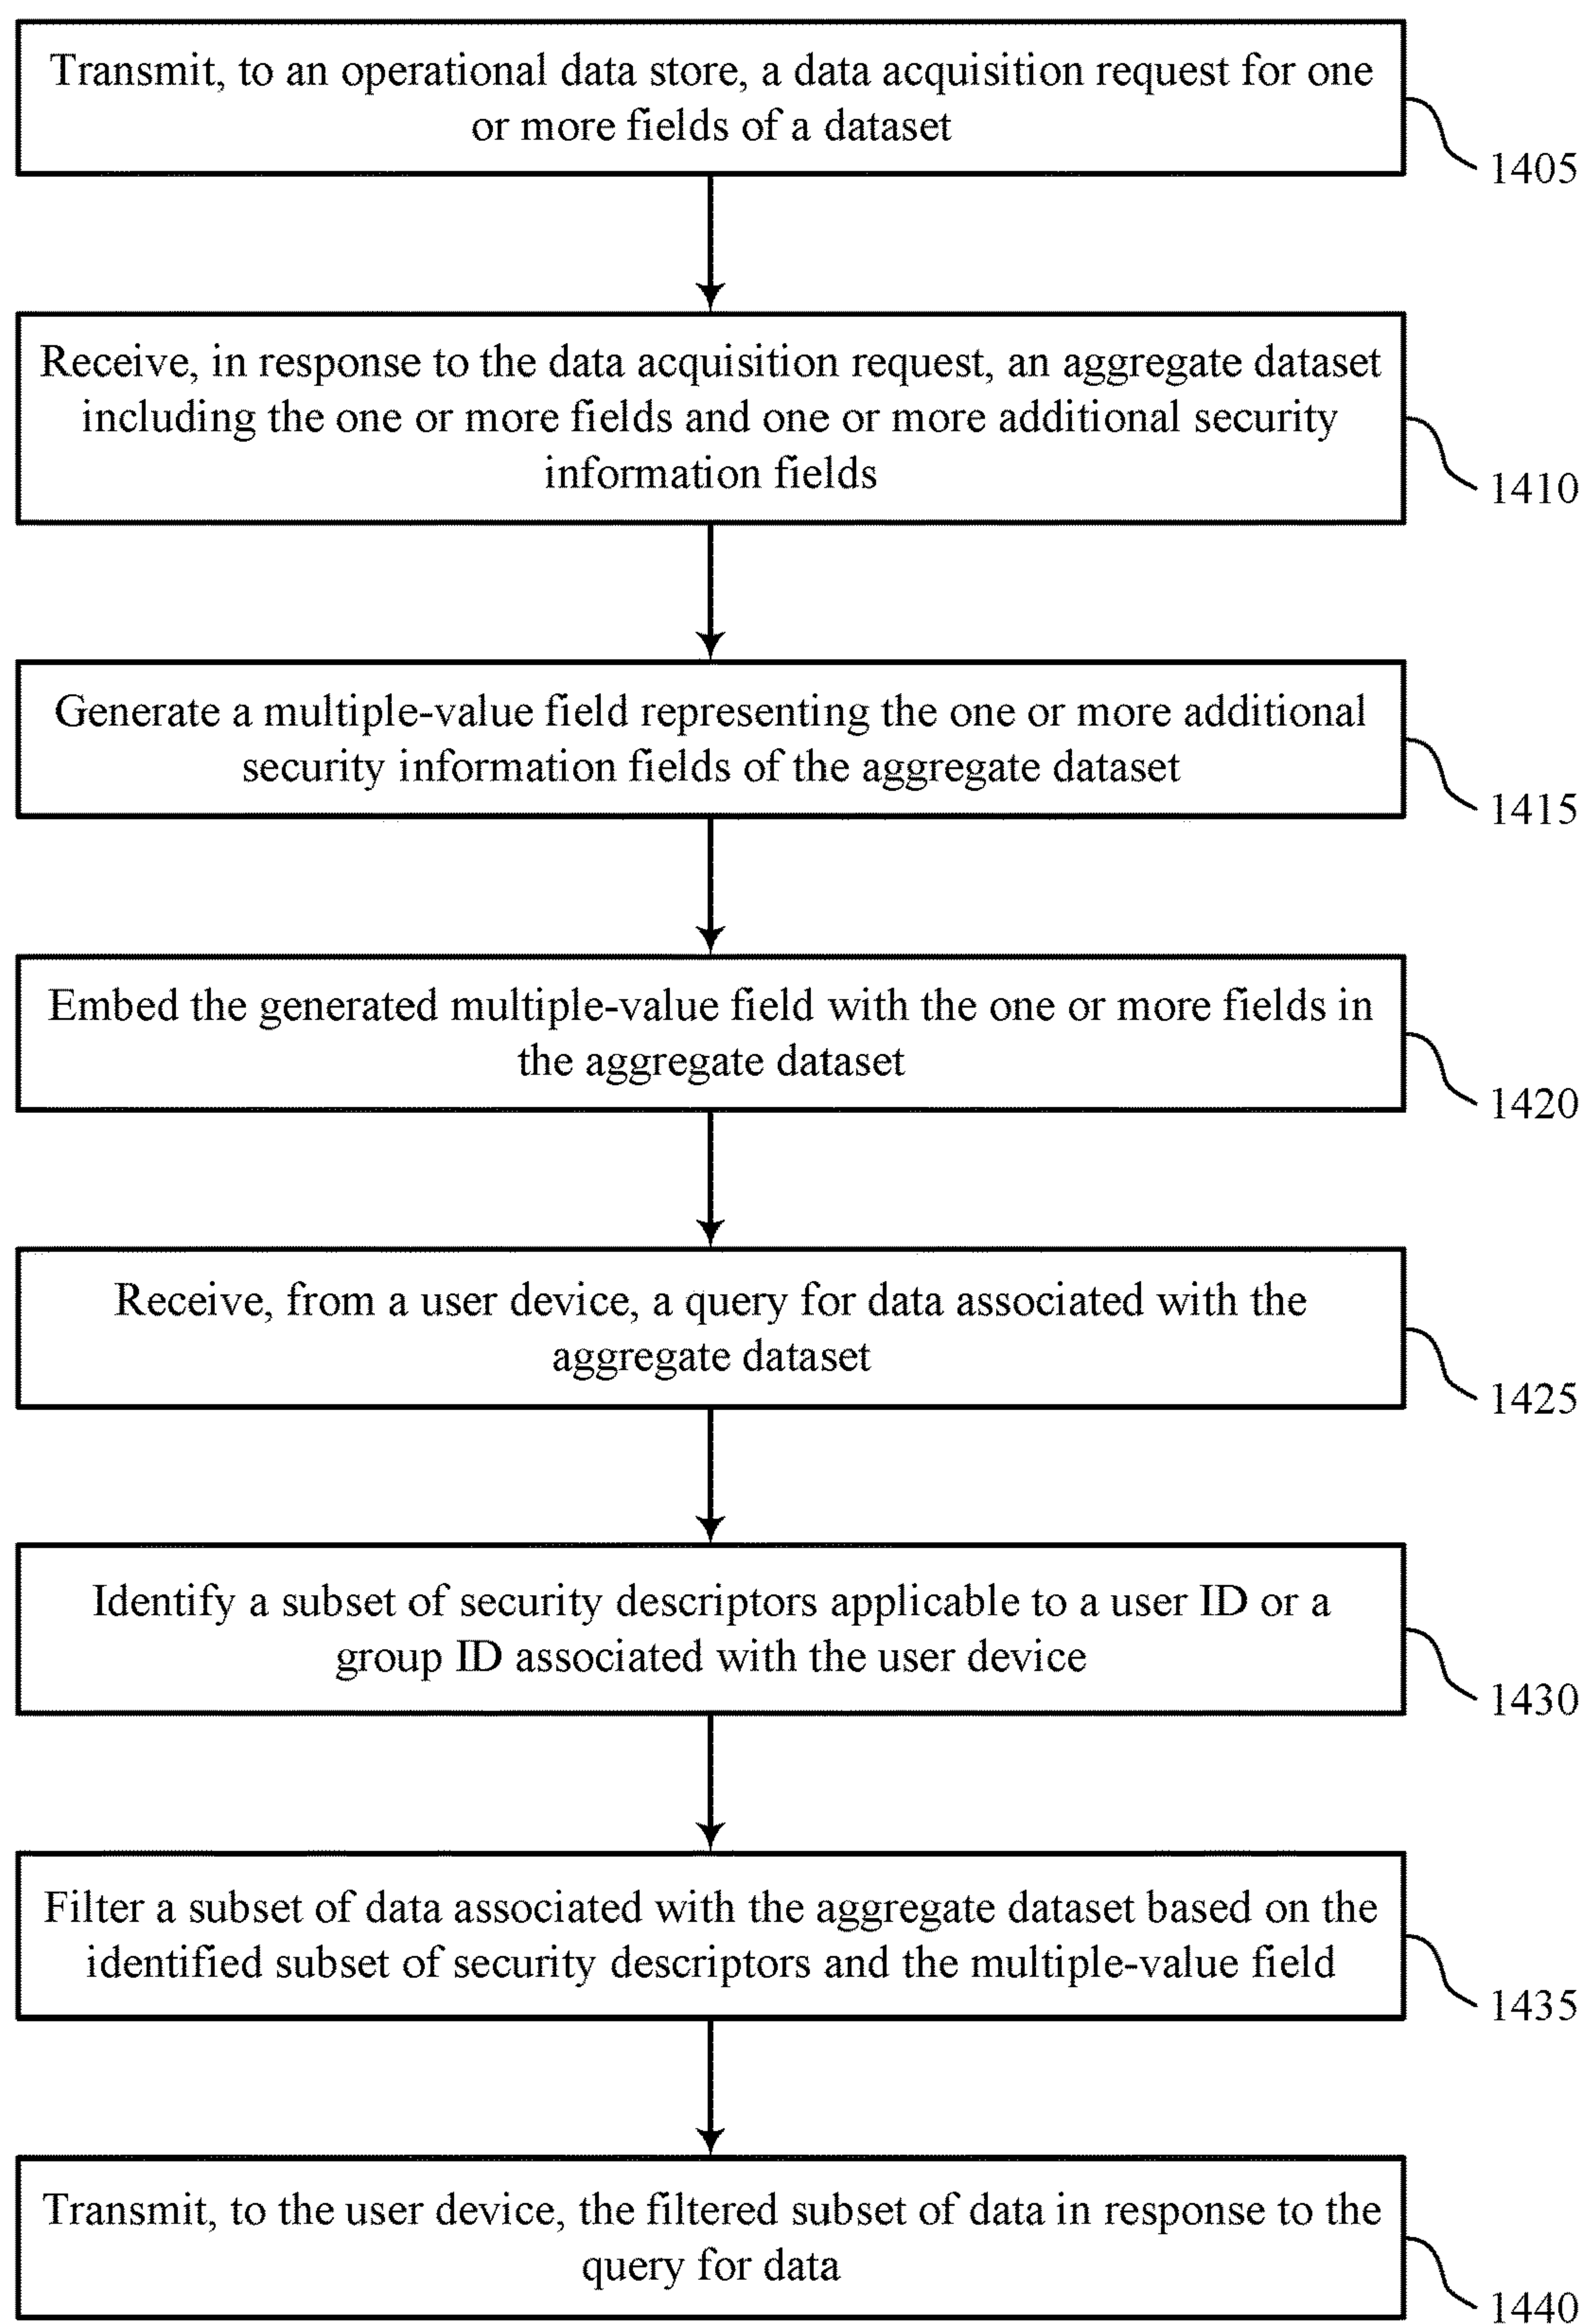 Transmit, to an operational data store, a data acquisition request for one
or more fields of a dataset
1405
Receive, in response to the data acquisition request, an aggregate dataset
including the one or more fields and one or more additional security
information fields
1410
Generate a multiple-value field representing the one or more additional
security information fields of the aggregate dataset
1415
Embed the generated multiple-value field with the one or more fields in
the aggregate dataset
1420
Receive, from a user device, a query for data associated with the
aggregate dataset
1425
Identify a subset of security descriptors applicable to a user ID or a
group ID associated with the user device
1430
Filter a subset of data associated with the aggregate dataset based on the
identified subset of security descriptors and the multiple-value field
1435
Transmit, to the user device, the filtered subset of data in response to the
query for data
1440